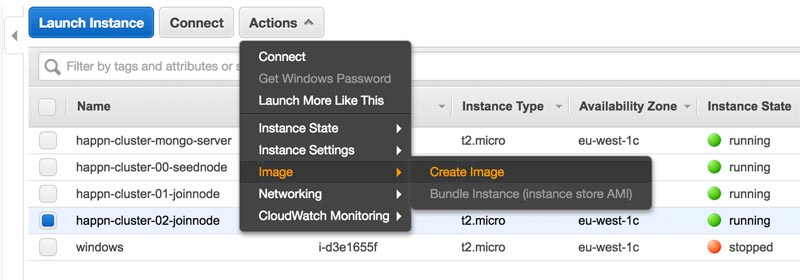 Launch Instance Connect Actions
Filter by tags and attributes or s
Connect
Get Windows Password
Launch More Like This
Name Instance Type Availability Zone Instance State
Instance State
happn-cluster-mongo-server t2.micro eu-west-1c running
Instance Settings
happn-cluster-00-seednode
Image Create Image
happn-cluster-01-joinnode Networking Bundle Instance (instance store AMI)
happn-cluster-02-joinnode CloudWatch Monitoring t2.micro eu-west-1c running
windows i-d3e1655f t2.micro eu-west-1c stopped
running
running